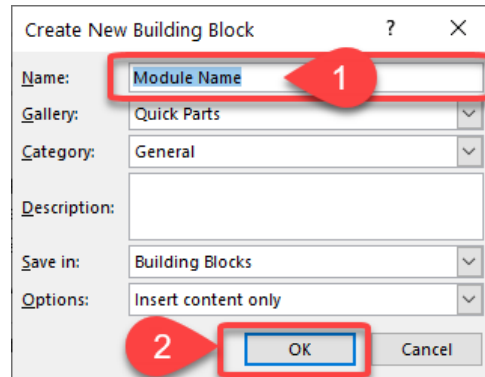 Create New Building Block ? ×
Name: Module Name 1
Gallery: Quick Parts
Category: General
Description:
Save in: Building Blocks
Options: Insert content only
2 OK Cancel